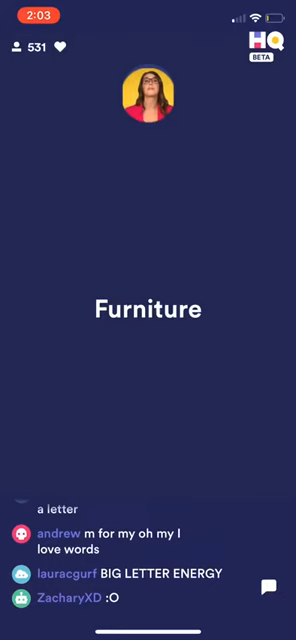 2:03
531
HQ
BETA
Furniture
a letter
andrew m for my oh my I
love words
lauracgurf BIG LETTER ENERGY
ZacharyXD :O